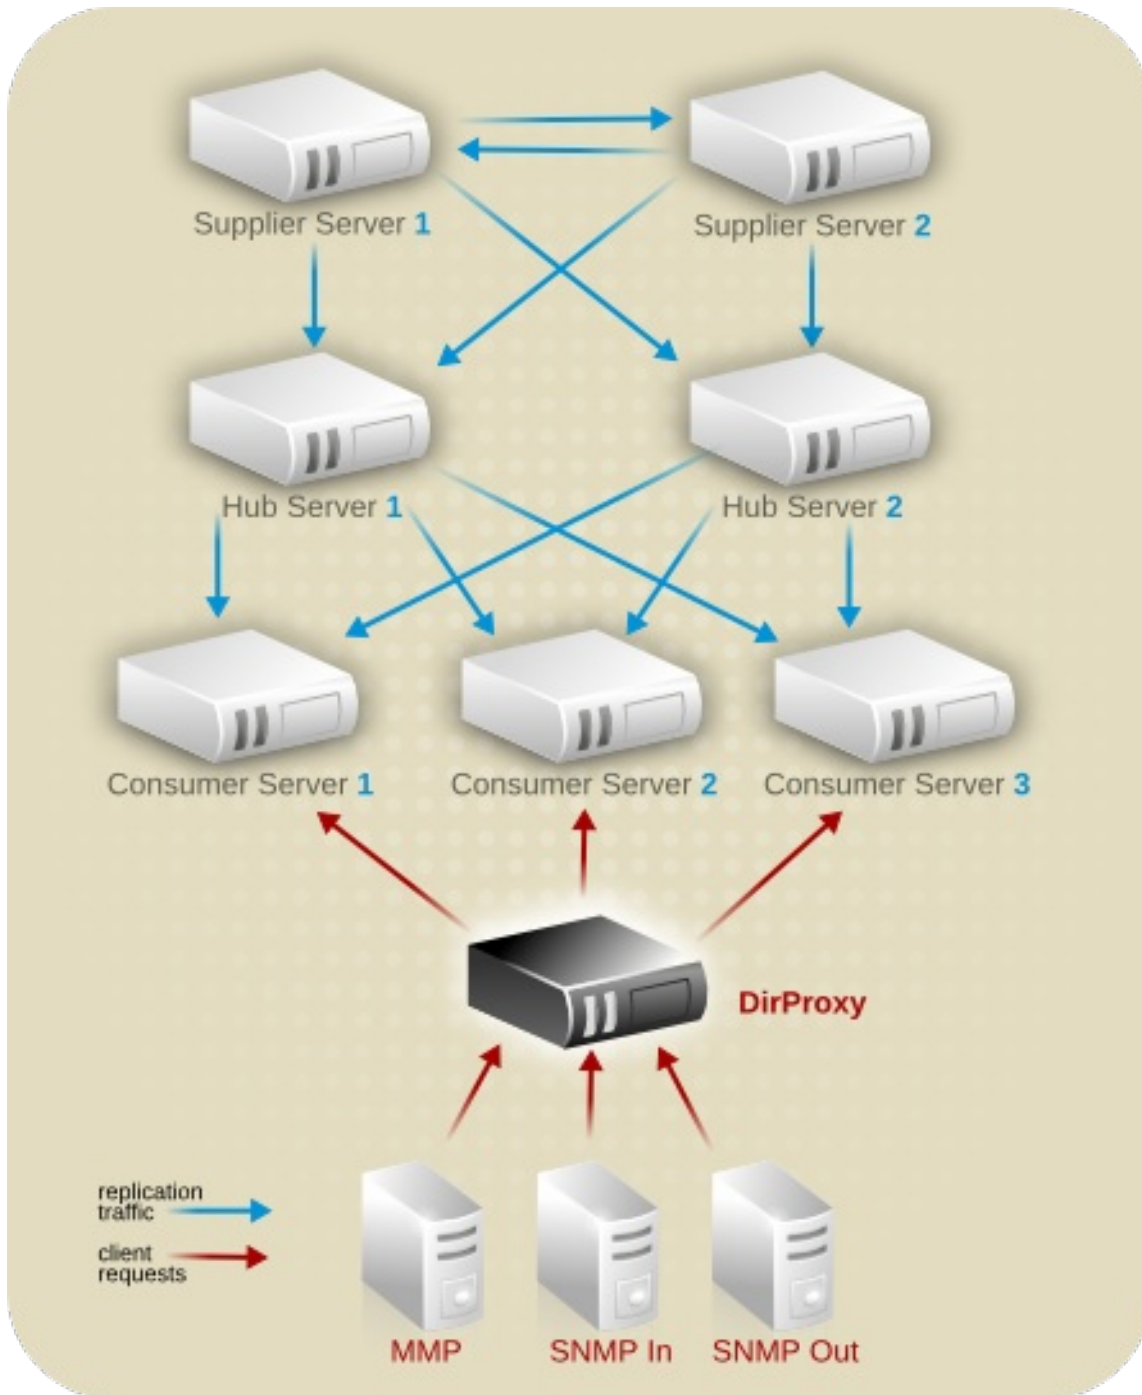 Supplier Server 1
Supplier Server 2
Hub Server 1
Hub Server 2
Consumer Server 1
Consumer Server 2
Consumer Server 3
DirProxy
replication
traffic
client
requests
MMP
SNMP In
SNMP Out